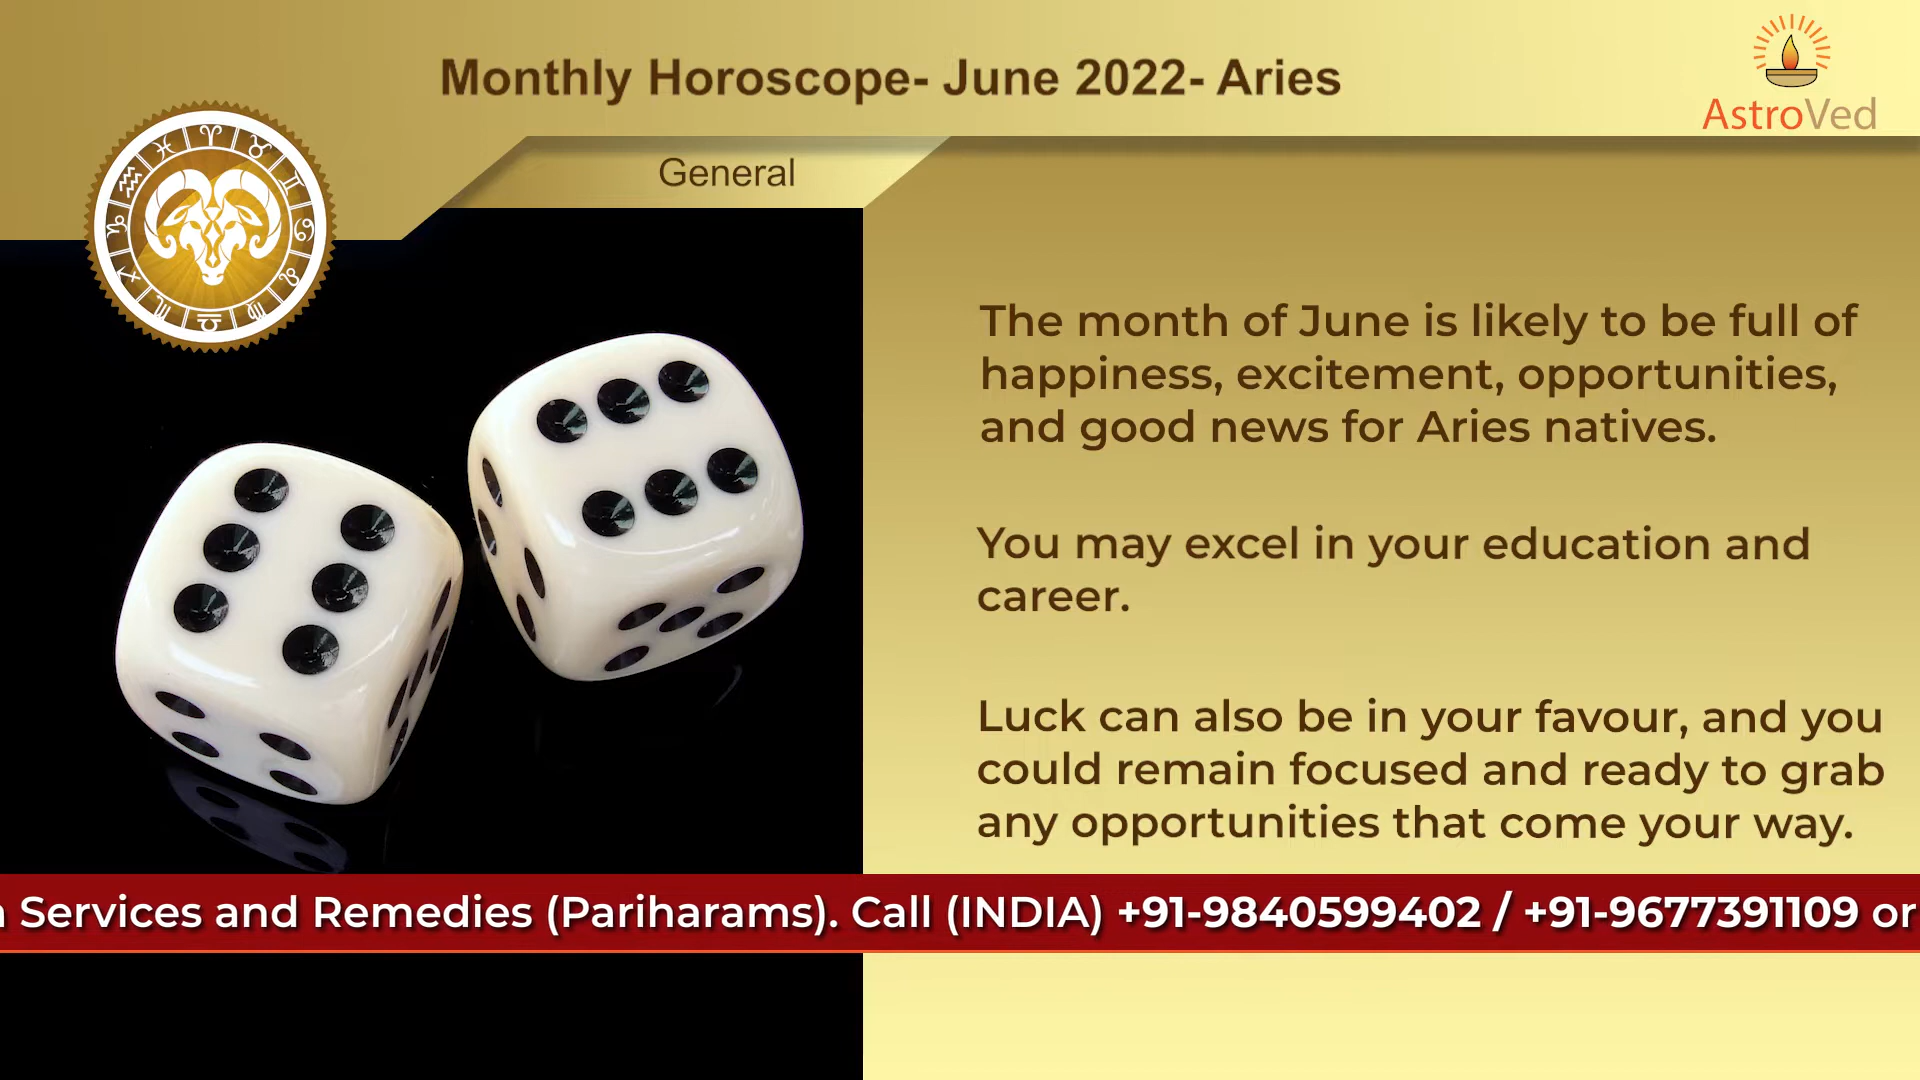 Monthly Horoscope- June 2022- Aries
AstroVed
General
The month of June is likely to be full of
happiness, excitement, opportunities,
and good news for Aries natives.
You may excel in your education and
career.
Luck can also be in your favour, and you
could remain focused and ready to grab
any opportunities that come your way.
Services and Remedies (Pariharams). Call (INDIA) +91-9840599402 / +91-9677391109 or